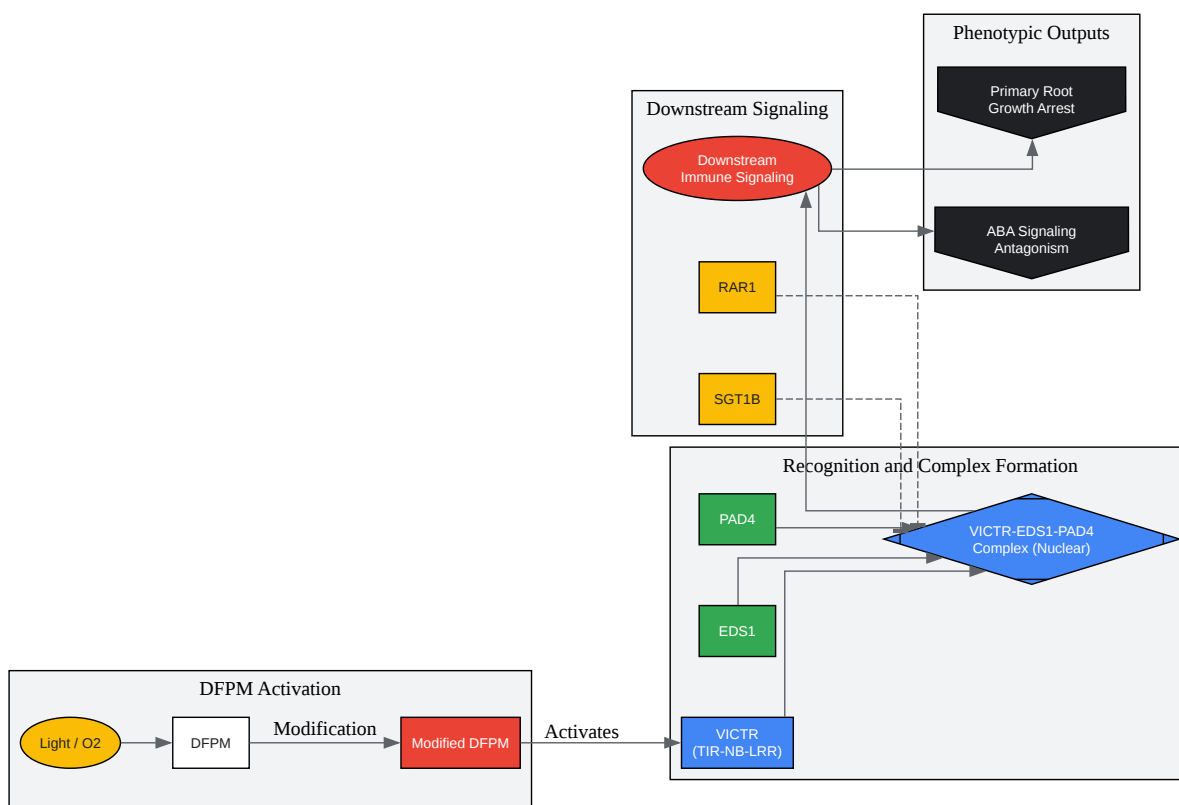 Phenotypic Outputs
Primary Root
Growth Arrest
ABA Signaling
Antagonism
Downstream Signaling
Downstream
Immune Signaling
RAR1
SGT1B
Recognition and Complex Formation
PAD4
VICTR-EDS1-PAD4
Complex (Nuclear)
EDS1
VICTR
(TIR-NB-LRR)
DFPM Activation
Light / O2
DFPM
Modification
Modified DFPM
Activates